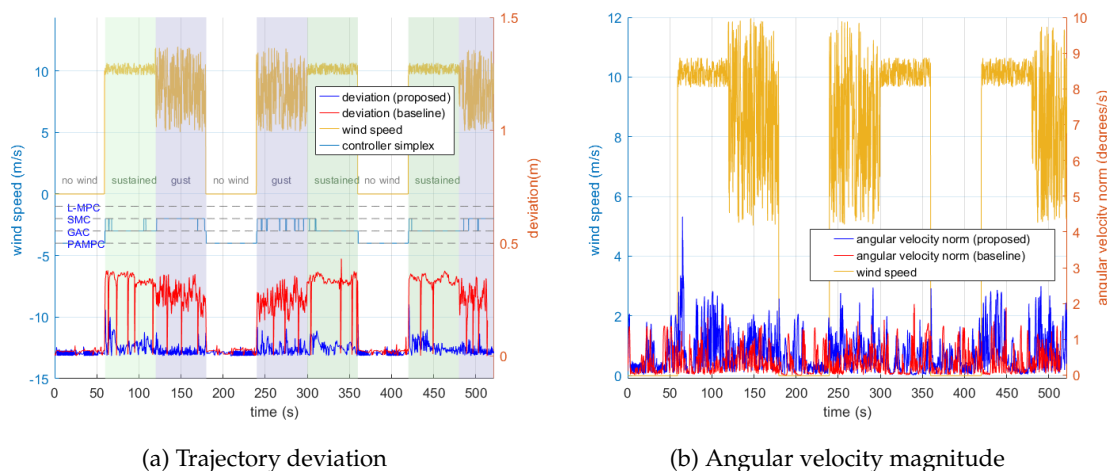 1.5
1
0.5
0
10
5
0
-5
-10
-15
wind speed (m/s)
deviation(m)
deviation (proposed)
deviation (baseline)
wind speed
controller simplex
no wind
sustained
gust
no wind
gust
sustained
no wind
sustained
L-MPC
SMC
GAC
PAMPC
0 50 100 150 200 250 300 350 400 450 500
time (s)
(a) Trajectory deviation
12
10
8
6
4
2
0
wind speed (m/s)
10
9
8
7
6
5
4
3
2
1
0
angular velocity norm (degrees/s)
angular velocity norm (proposed)
angular velocity norm (baseline)
wind speed
0 50 100 150 200 250 300 350 400 450 500
time (s)
(b) Angular velocity magnitude